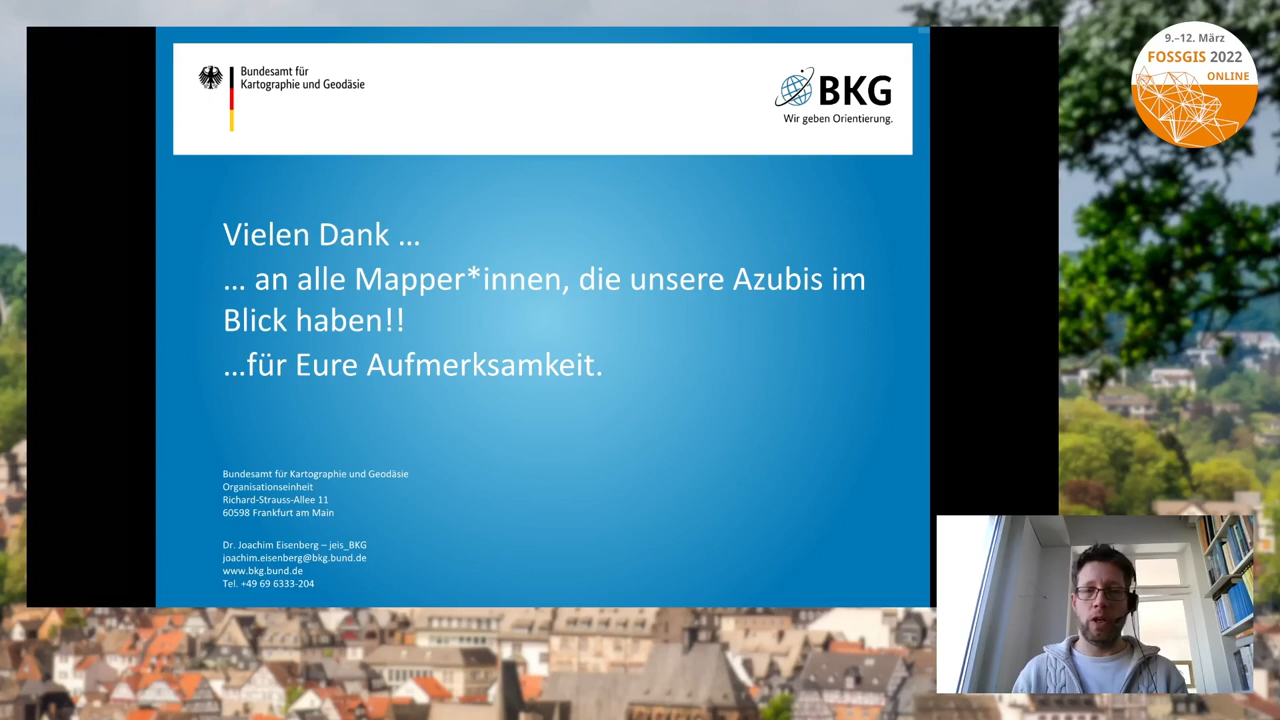 9.–12. März
FOSSGIS 2022
ONLINE
Bundesamt für
Kartographie und Geodäsie
BKG
Wir geben Orientierung.
Vielen Dank ...
... an alle Mapper*innen, die unsere Azubis im
Blick haben!!
...für Eure Aufmerksamkeit.
Bundesamt für Kartographie und Geodäsie
Organisationseinheit
Richard-Strauss-Allee 11
60598 Frankfurt am Main
Dr. Joachim Eisenberg – jeis_BKG
joachim.eisenberg@bkg.bund.de
www.bkg.bund.de
Tel. +49 69 6333-204